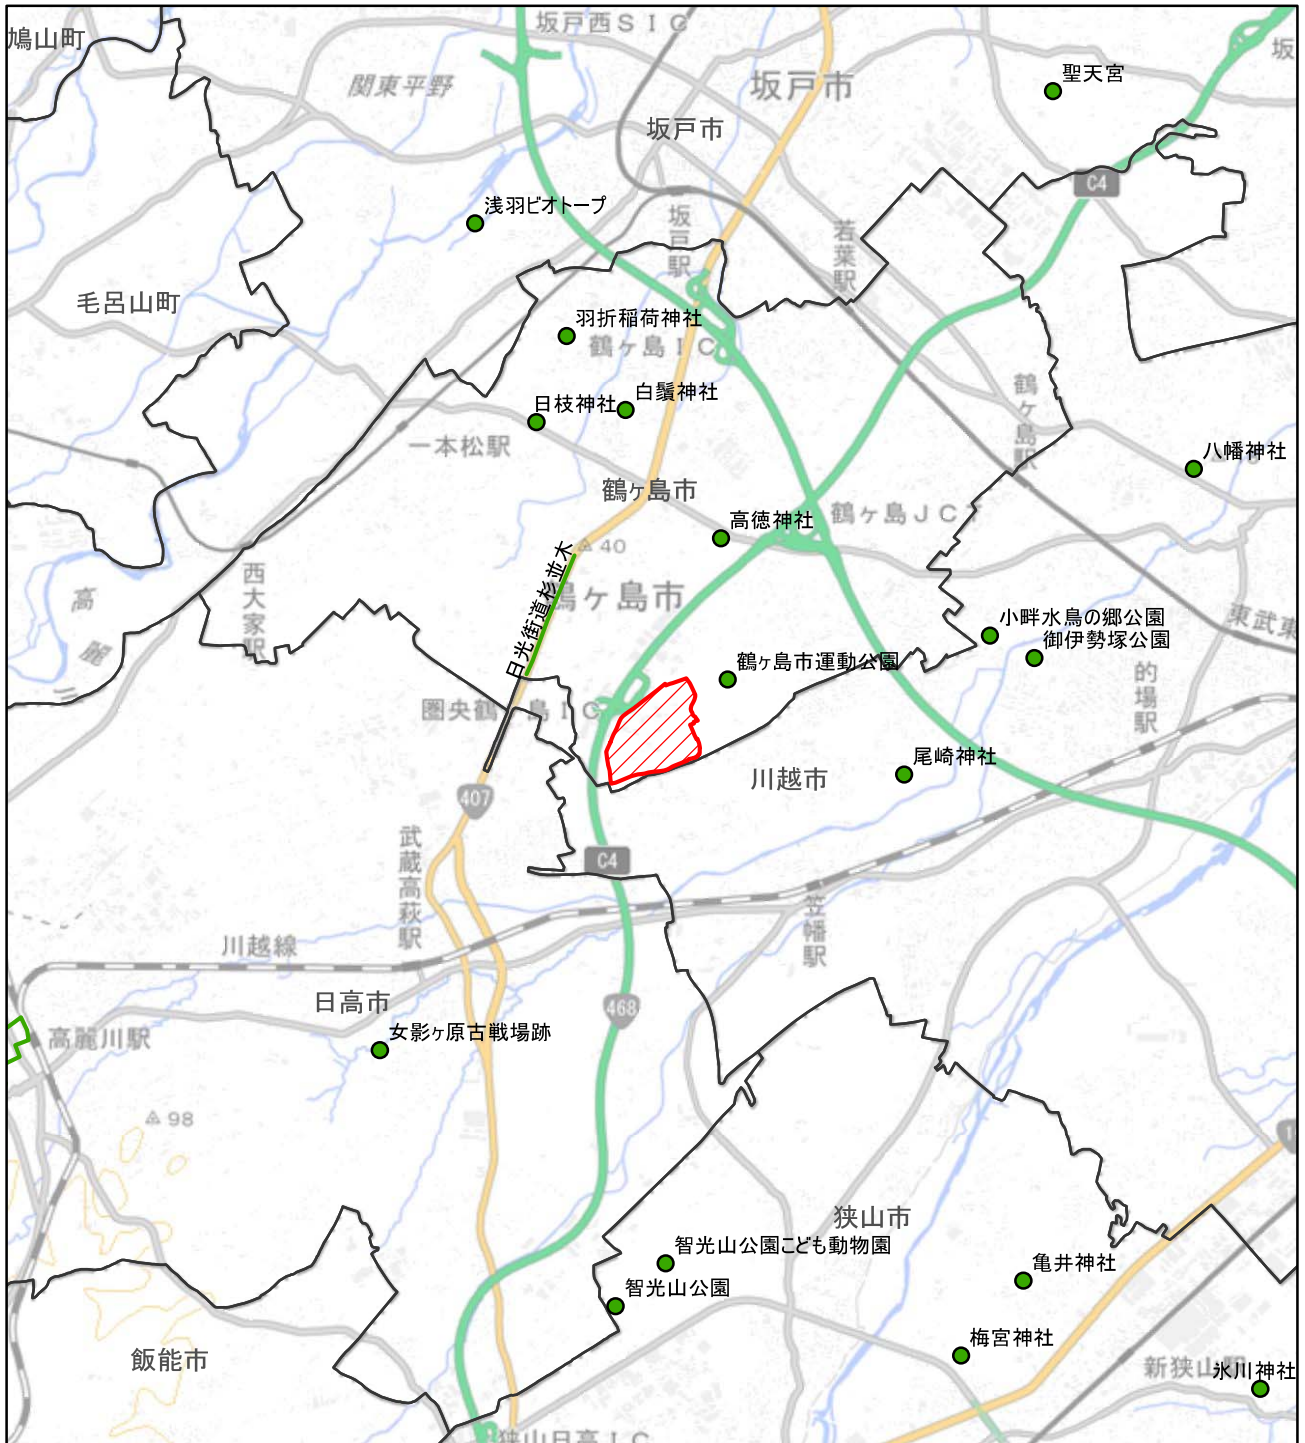 坂戸西SIC
鳩山町
坂
聖天宮
関東平野
坂戸市
坂戸市
C4
浅羽ビオトープ
坂戸駅
若葉駅
毛呂山町
羽折稲荷神社
鶴ヶ島IC
鶴ヶ島駅
白鬚神社
日枝神社
一本松駅
八幡神社
鶴ヶ島市
高徳神社
鶴ヶ島JCT
40
日光街道杉並木
西大家駅
高麗川
鶴ヶ島市
小畔水鳥の郷公園
御伊勢塚公園
東武東
鶴ヶ島市運動公園
的場駅
圏央鶴ヶ島IC
尾崎神社
川越市
407
武蔵高萩駅
C4
笠幡駅
川越線
日高市
468
高麗川駅
女影ヶ原古戦場跡
98
狭山市
智光山公園こども動物園
亀井神社
智光山公園
梅宮神社
飯能市
新狭山駅
氷川神社
狭山日高IC